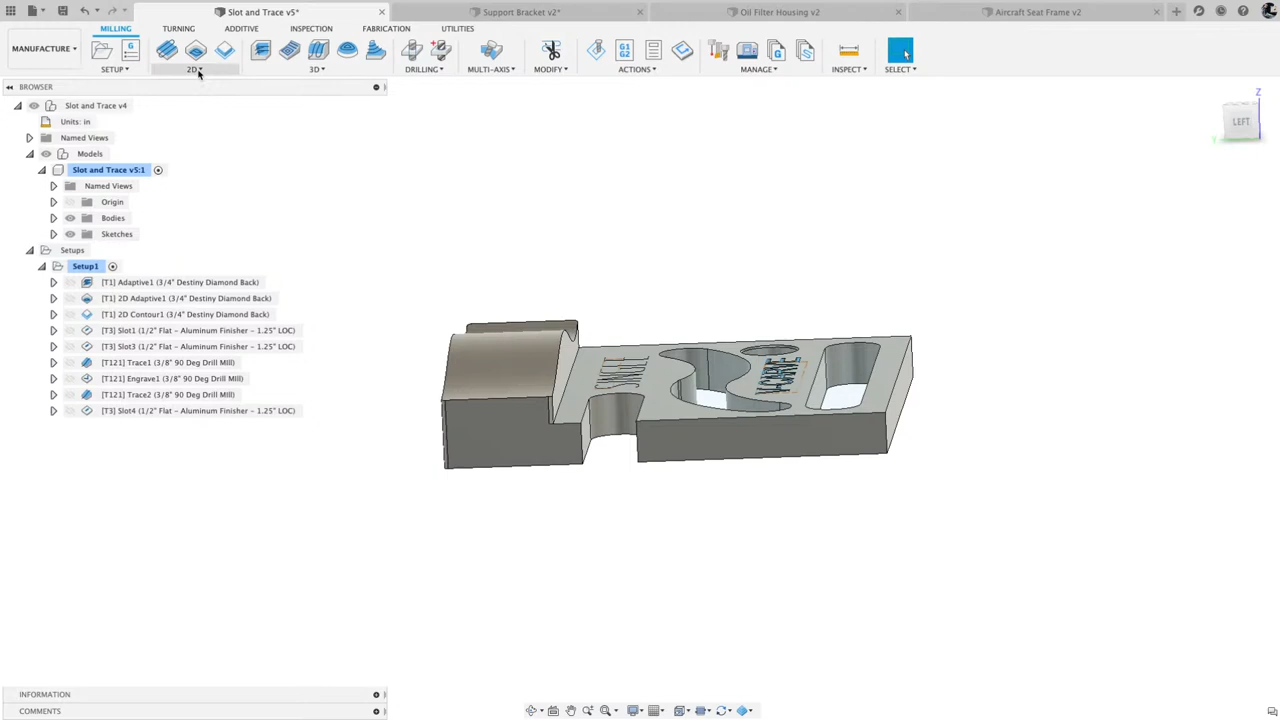 Slot and Trace v5*
Support Bracket v2*
Oil Filter Housing v2
Aircraft Seat Frame v2
MANUFACTURE
MILLING
TURNING
ADDITIVE
INSPECTION
FABRICATION
UTILITIES
SETUP
2D
3D
DRILLING
MULTI-AXIS
MODIFY
ACTIONS
MANAGE
INSPECT
SELECT
BROWSER
Slot and Trace v4
Units: in
Named Views
Models
Slot and Trace v5:1
Named Views
Origin
Bodies
Sketches
Setups
Setup1
[T1] Adaptive1 (3/4" Destiny Diamond Back)
[T1] 2D Adaptive1 (3/4" Destiny Diamond Back)
[T1] 2D Contour1 (3/4" Destiny Diamond Back)
[T3] Slot1 (1/2" Flat - Aluminum Finisher - 1.25" LOC)
[T3] Slot3 (1/2" Flat - Aluminum Finisher - 1.25" LOC)
[T121] Trace1 (3/8" 90 Deg Drill Mill)
[T121] Engrave1 (3/8" 90 Deg Drill Mill)
[T121] Trace2 (3/8" 90 Deg Drill Mill)
[T3] Slot4 (1/2" Flat - Aluminum Finisher - 1.25" LOC)
Z
LEFT
Y
V-CARVE
INFORMATION
COMMENTS